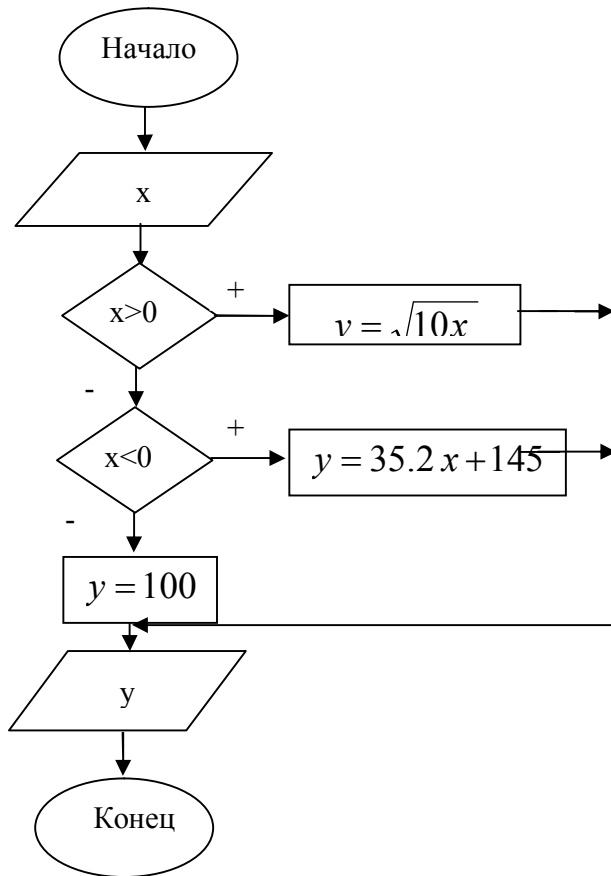 Начало
x
x>0
+
y = √10x
-
x<0
+
y = 35.2 x + 145
-
y = 100
y
Конец